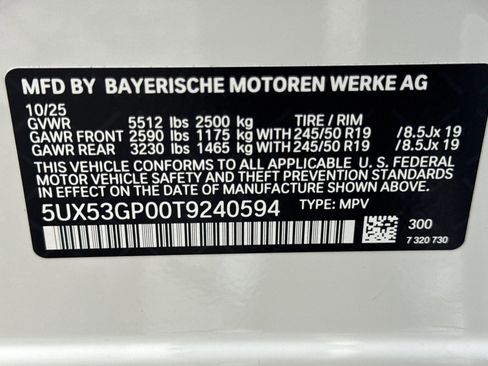 MFD BY BAYERISCHE MOTOREN WERKE AG
10/25
GVWR 5512 lbs 2500 kg TIRE / RIM
GAWR FRONT 2590 lbs 1175 kg WITH 245/50 R19 /8.5Jx 19
GAWR REAR 3230 lbs 1465 kg WITH 245/50 R19 /8.5Jx 19
THIS VEHICLE CONFORMS TO ALL APPLICABLE U. S. FEDERAL
MOTOR VEHICLE SAFETY AND THEFT PREVENTION STANDARDS
IN EFFECT ON THE DATE OF MANUFACTURE SHOWN ABOVE.
5UX53GP00T9240594 TYPE: MPV
300
7 320 730